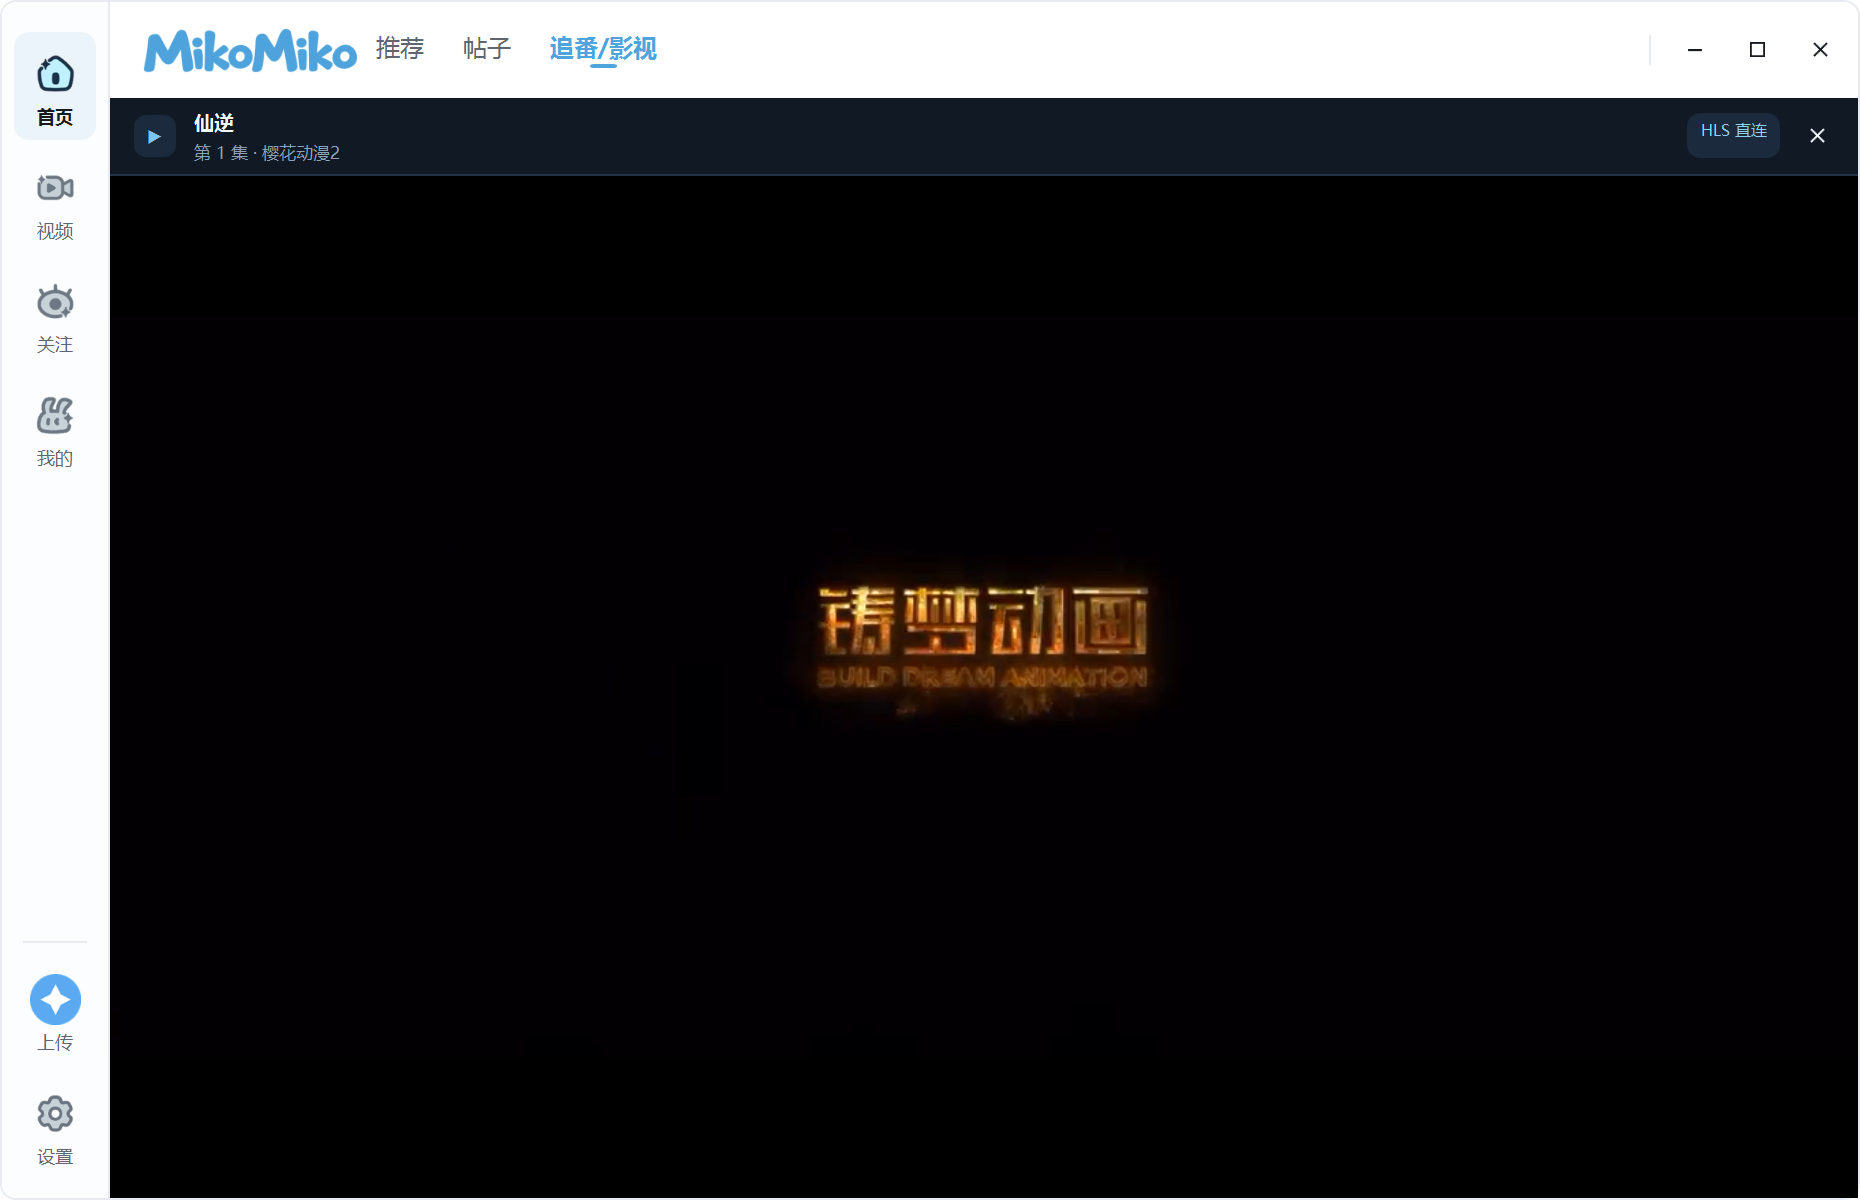 MikoMiko 推荐 帖子 追番/影视
首页
仙逆
第 1 集 · 樱花动漫2
HLS 直连
视频
关注
我的
铸梦动画
BUILD DREAM ANIMATION
上传
设置